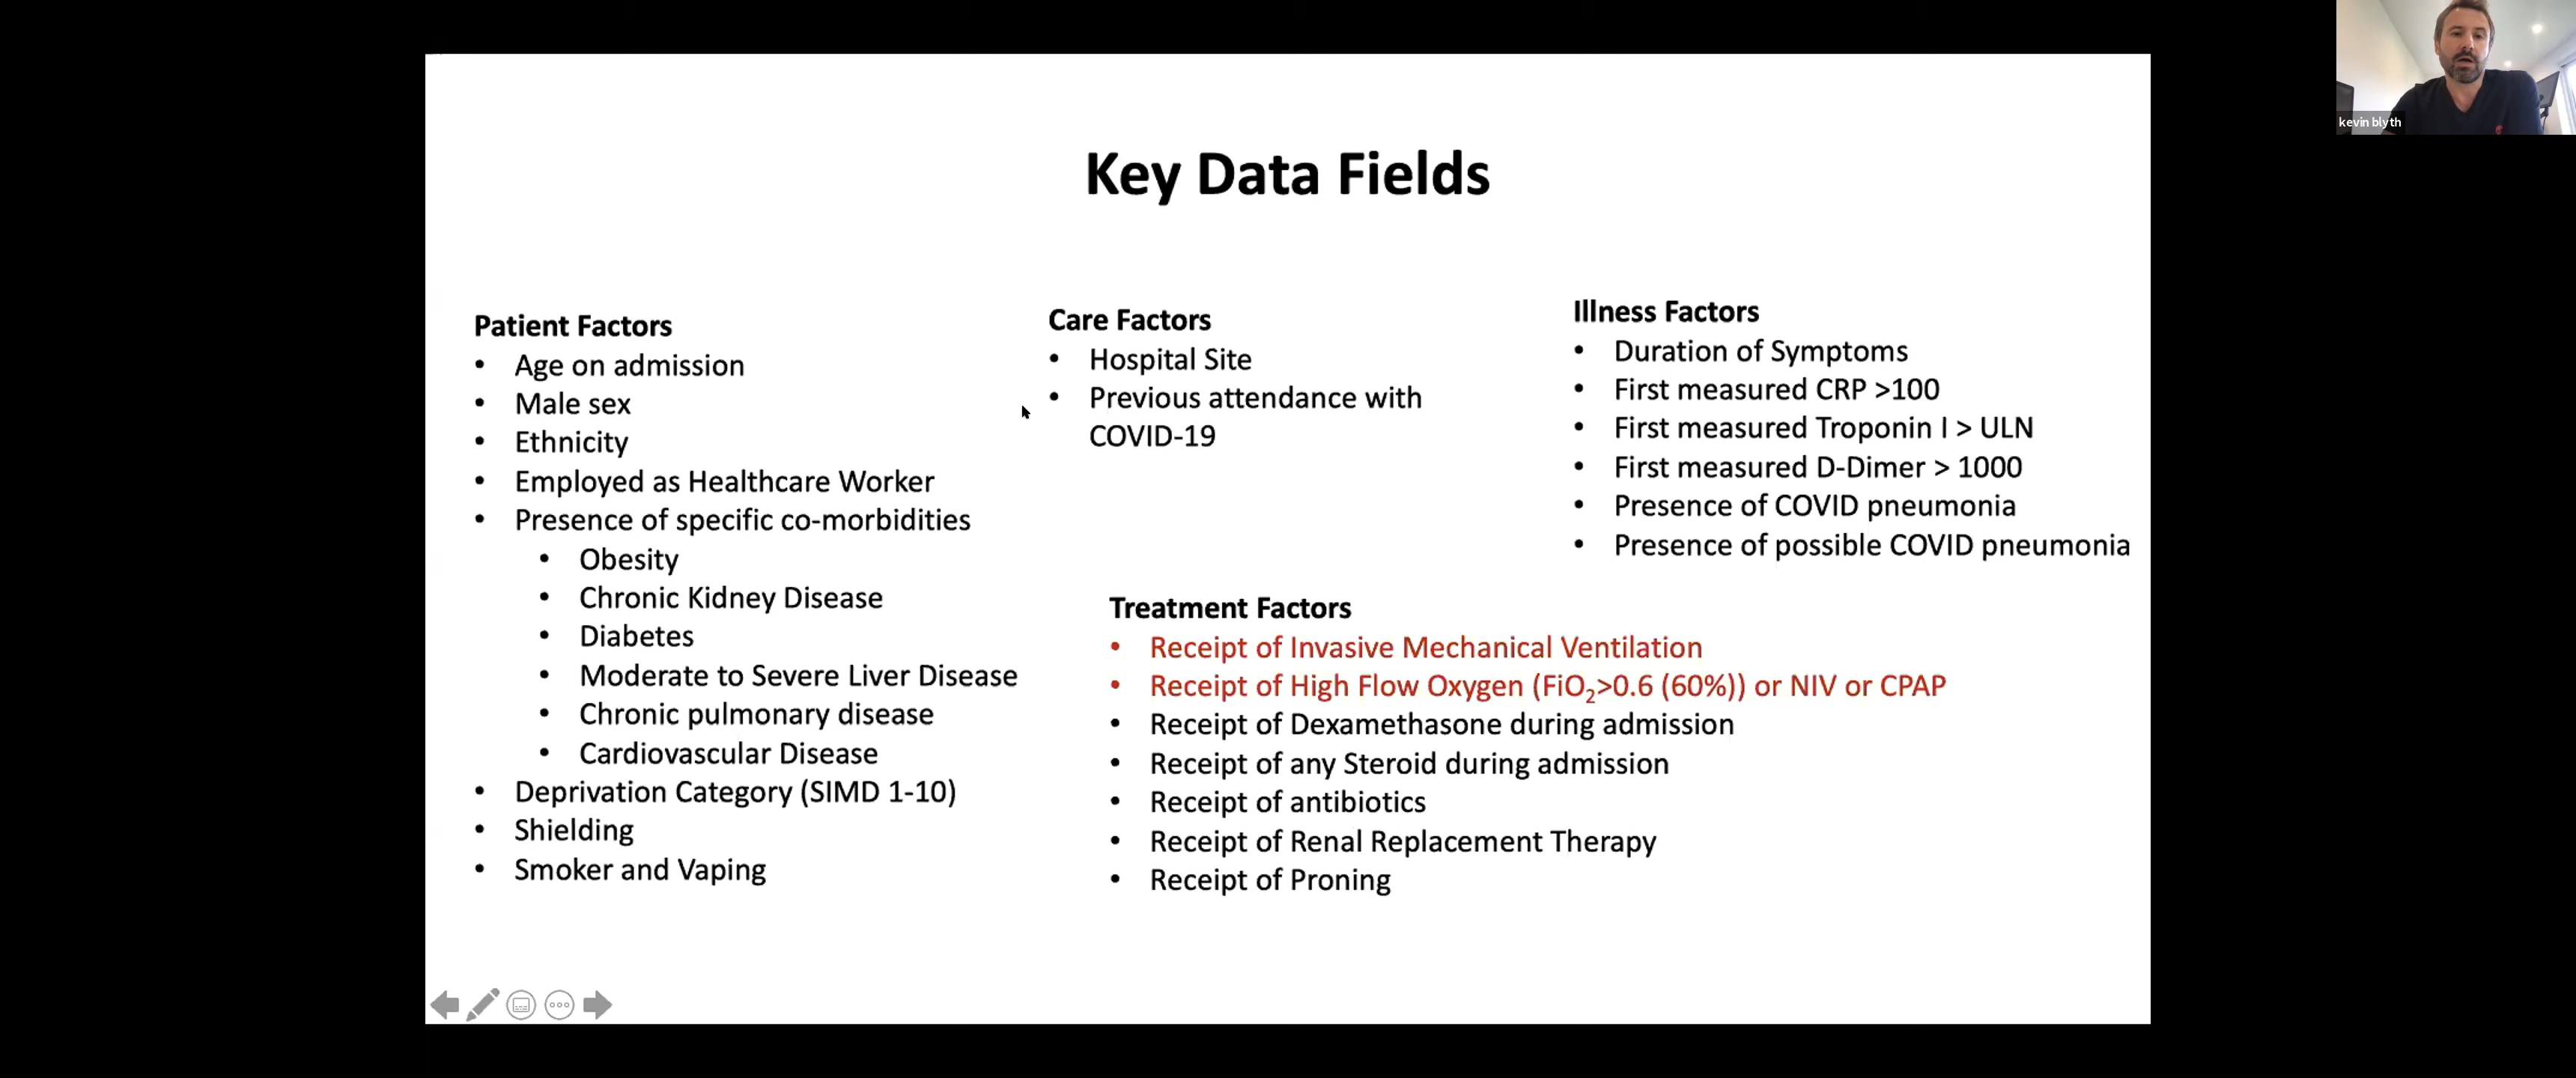 kevin blyth
Key Data Fields
Patient Factors
• Age on admission
• Male sex
• Ethnicity
• Employed as Healthcare Worker
• Presence of specific co-morbidities
• Obesity
• Chronic Kidney Disease
• Diabetes
• Moderate to Severe Liver Disease
• Chronic pulmonary disease
• Cardiovascular Disease
• Deprivation Category (SIMD 1-10)
• Shielding
• Smoker and Vaping
Care Factors
• Hospital Site
• Previous attendance with
COVID-19
Illness Factors
• Duration of Symptoms
• First measured CRP >100
• First measured Troponin I > ULN
• First measured D-Dimer > 1000
• Presence of COVID pneumonia
• Presence of possible COVID pneumonia
Treatment Factors
• Receipt of Invasive Mechanical Ventilation
• Receipt of High Flow Oxygen (FiO₂>0.6 (60%)) or NIV or CPAP
• Receipt of Dexamethasone during admission
• Receipt of any Steroid during admission
• Receipt of antibiotics
• Receipt of Renal Replacement Therapy
• Receipt of Proning